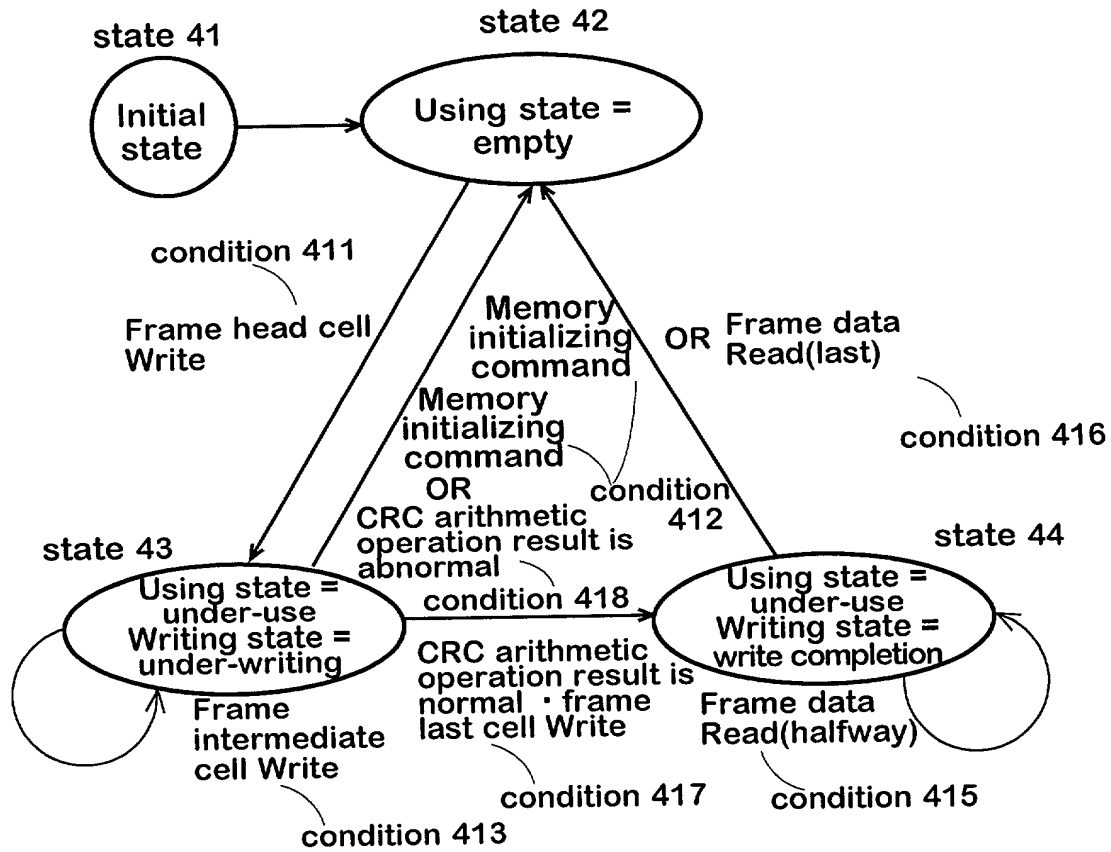 state 41
state 42
Initial
state
Using state =
empty
condition 411
Frame head cell
Write
Memory
initializing
command
OR
Frame data
Read(last)
condition 416
Memory
initializing
command
OR
condition
412
CRC arithmetic
operation result is
abnormal
condition 418
state 43
Using state =
under-use
Writing state =
under-writing
state 44
Using state =
under-use
Writing state =
write completion
CRC arithmetic
operation result is
normal · frame
last cell Write
condition 417
Frame
intermediate
cell Write
condition 413
Frame data
Read(halfway)
condition 415